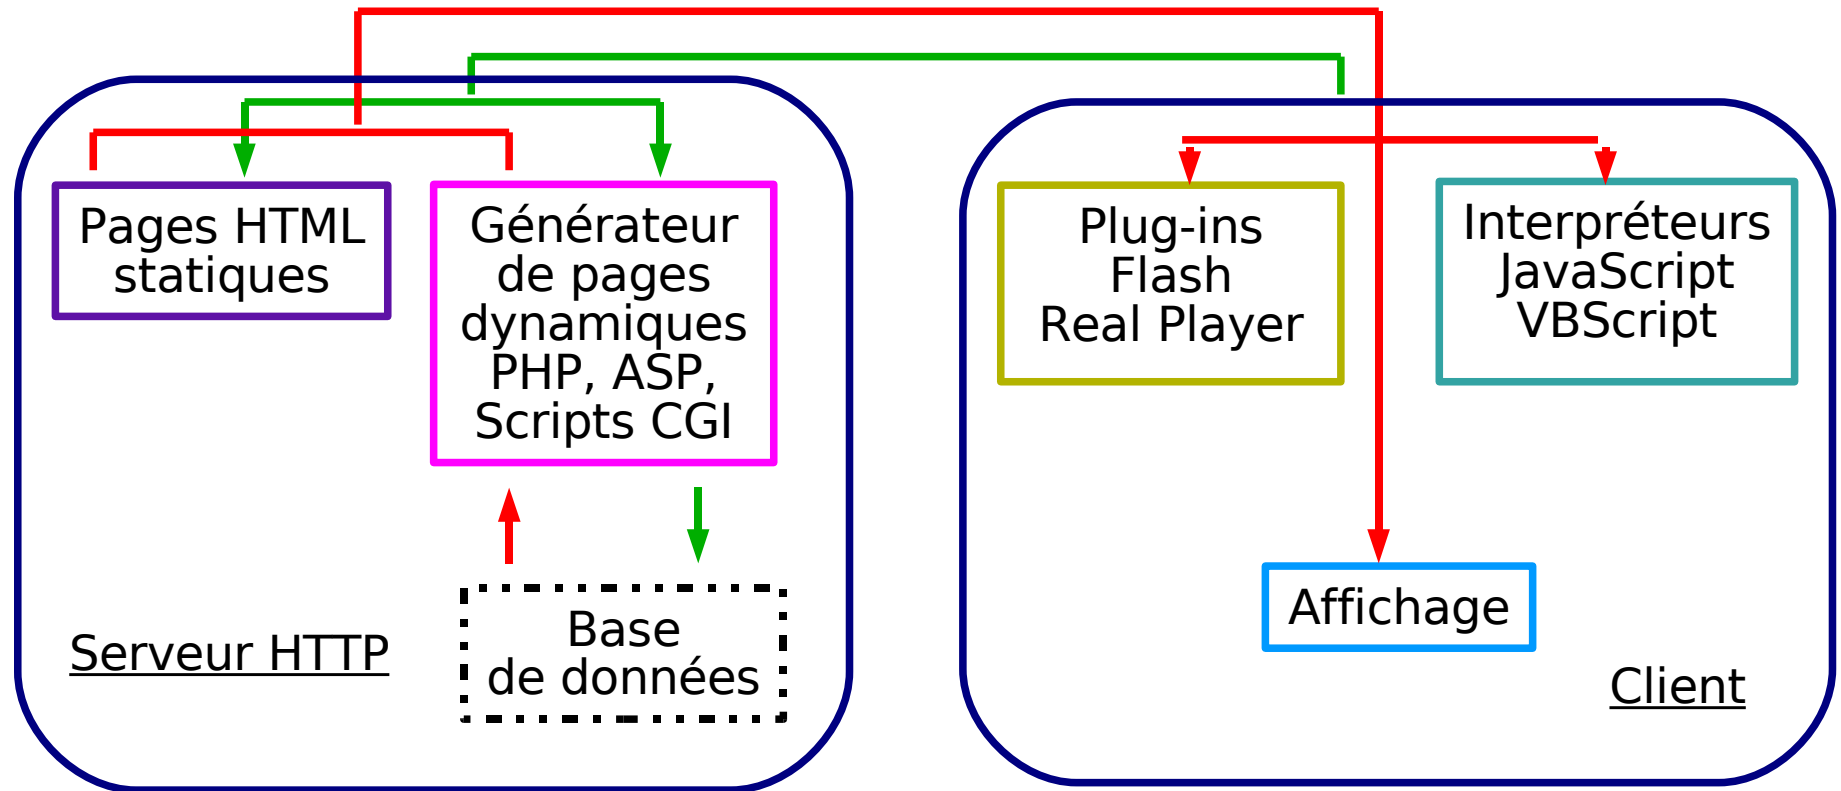 Pages HTML
statiques
Générateur
de pages
dynamiques
PHP, ASP,
Scripts CGI
Base
de données
Serveur HTTP
Plug-ins
Flash
Real Player
Interpréteurs
JavaScript
VBScript
Affichage
Client